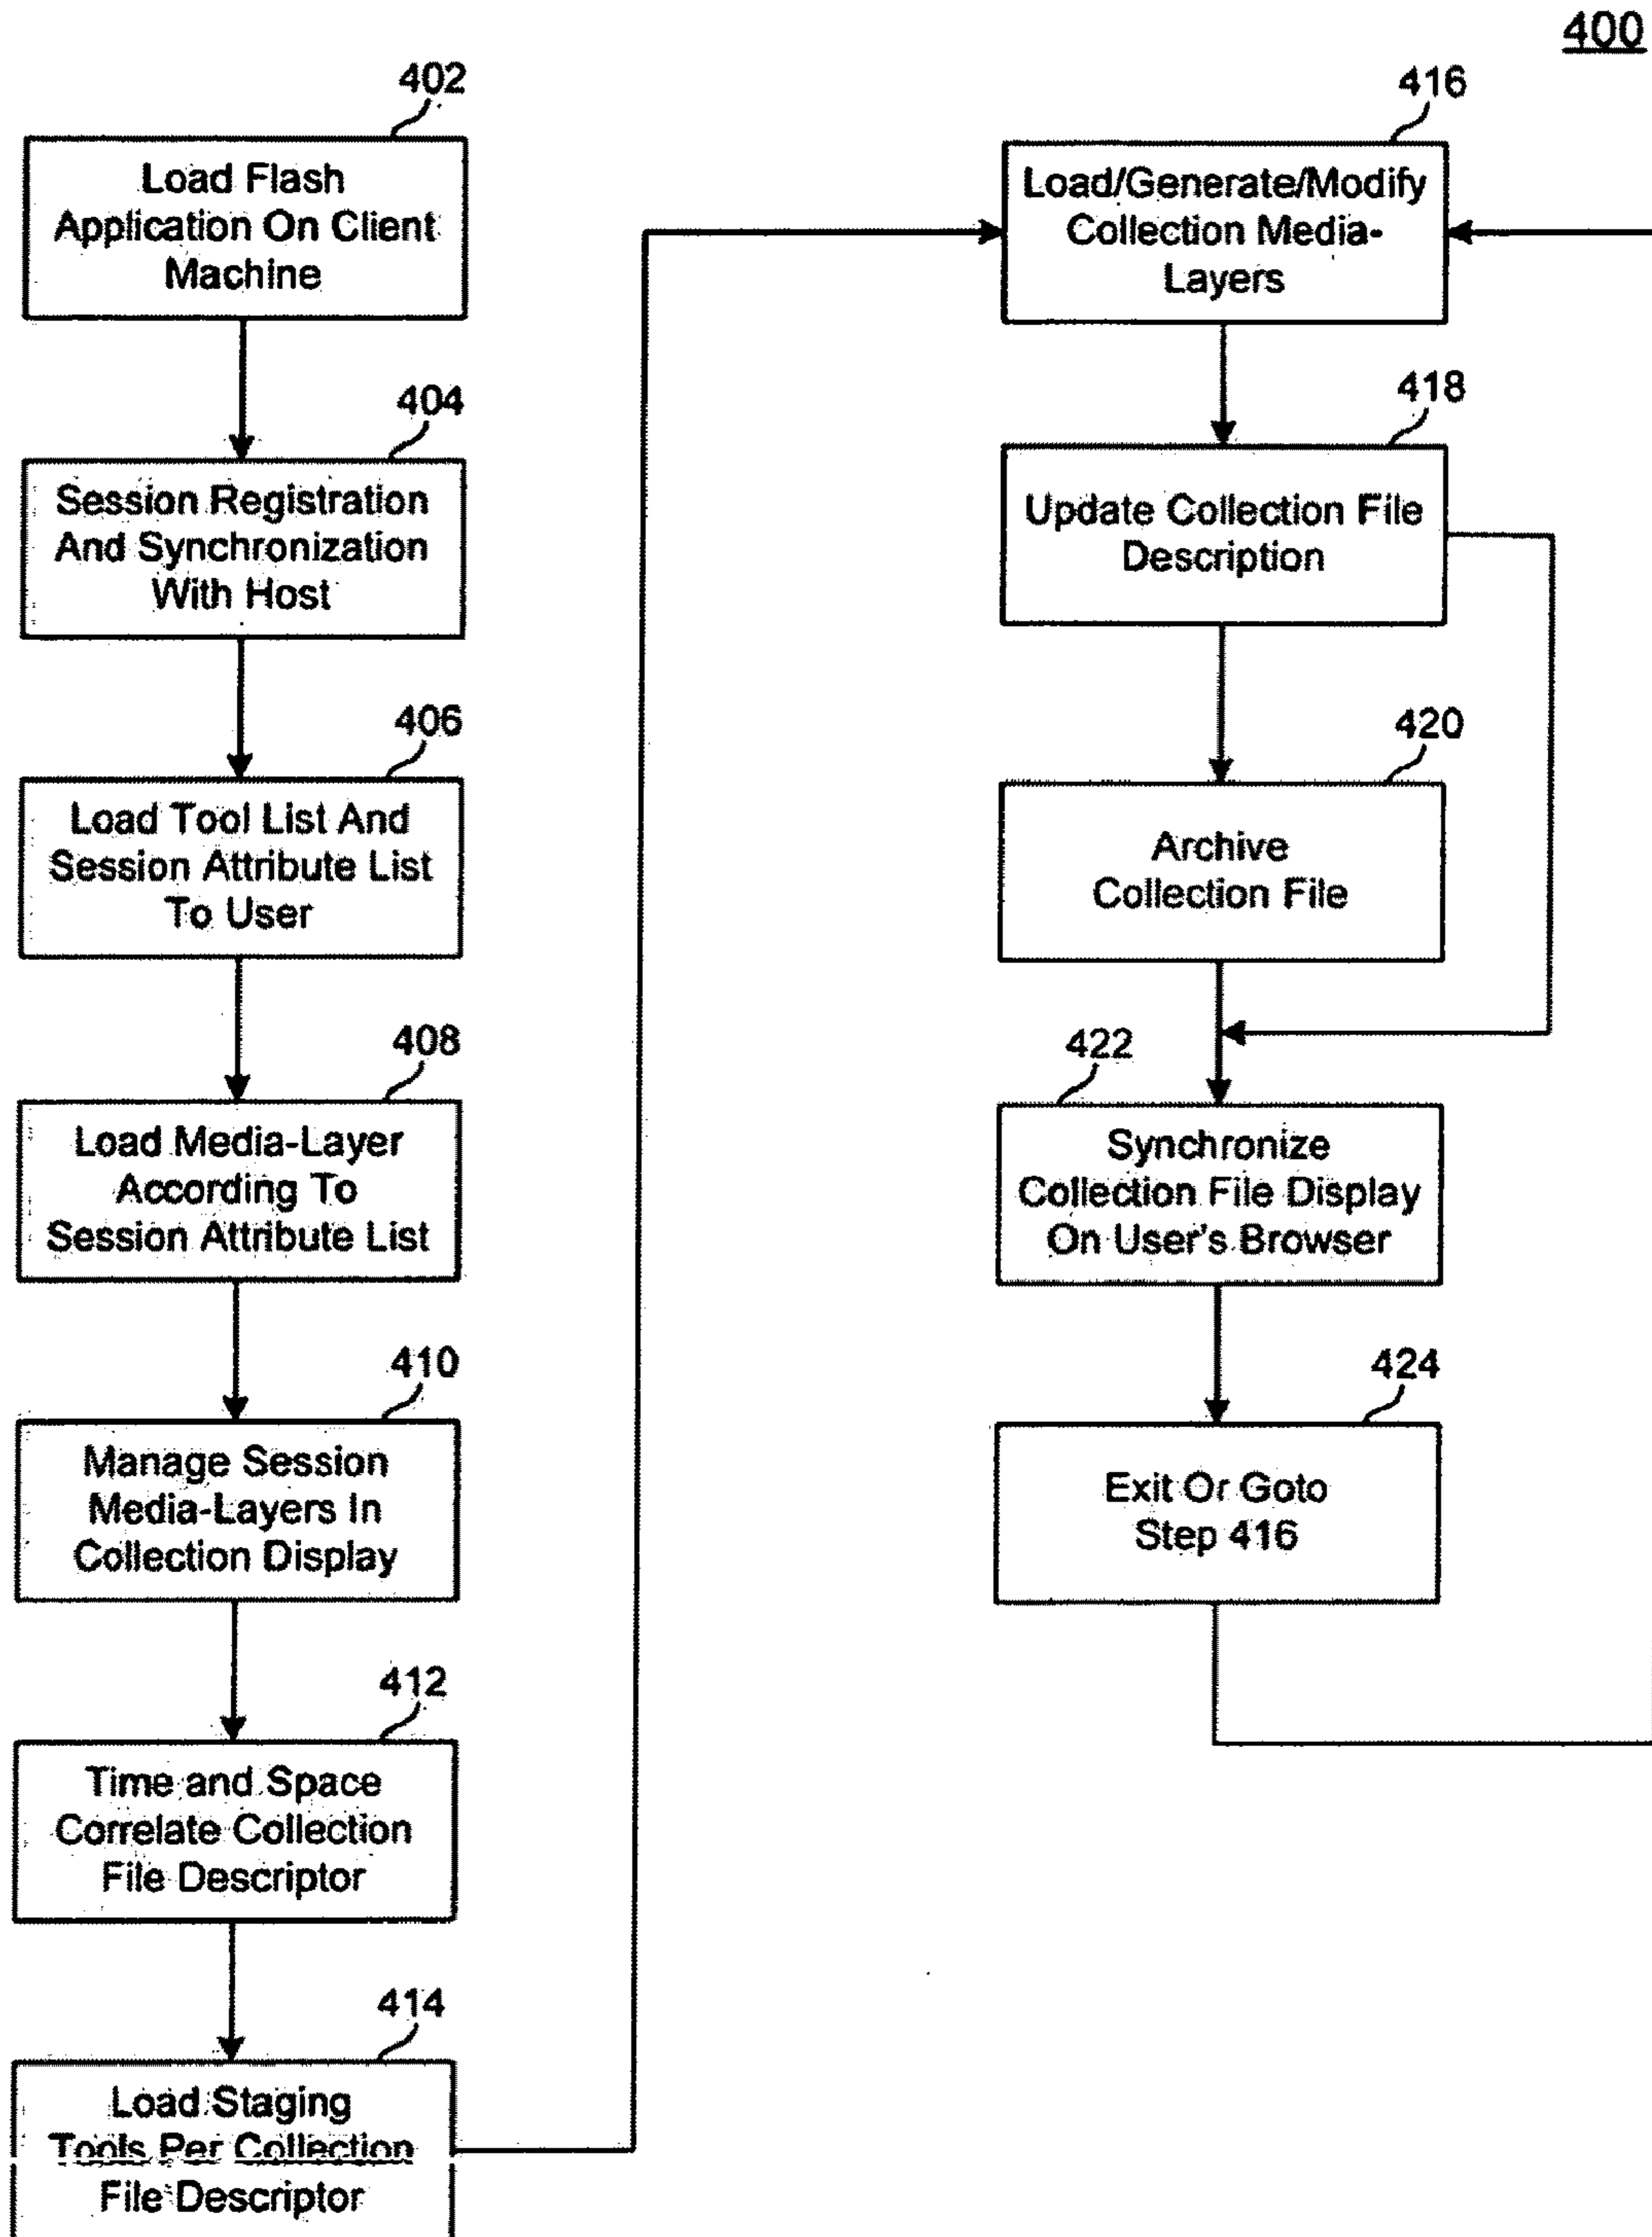 400
402
Load Flash
Application On Client
Machine
404
Session Registration
And Synchronization
With Host
406
Load Tool List And
Session Attribute List
To User
408
Load Media-Layer
According To
Session Attribute List
410
Manage Session
Media-Layers In
Collection Display
412
Time and Space
Correlate Collection
File Descriptor
414
Load Staging
Tools Per Collection
File Descriptor
416
Load/Generate/Modify
Collection Media-
Layers
418
Update Collection File
Description
420
Archive
Collection File
422
Synchronize
Collection File Display
On User's Browser
424
Exit Or Goto
Step 416